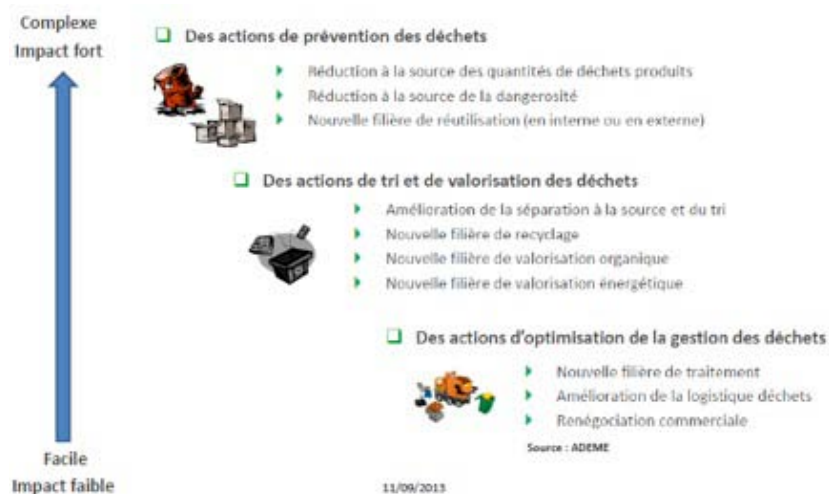 Complexe
Impact fort
Des actions de prévention des déchets
Réduction à la source des quantités de déchets produits
Réduction à la source de la dangerosité
Nouvelle filière de réutilisation (en interne ou en externe)
Des actions de tri et de valorisation des déchets
Amélioration de la séparation à la source et du tri
Nouvelle filière de recyclage
Nouvelle filière de valorisation organique
Nouvelle filière de valorisation énergétique
Des actions d'optimisation de la gestion des déchets
Nouvelle filière de traitement
Amélioration de la logistique déchets
Renégociation commerciale
Source : ADEME
Facile
Impact faible
11/09/2013